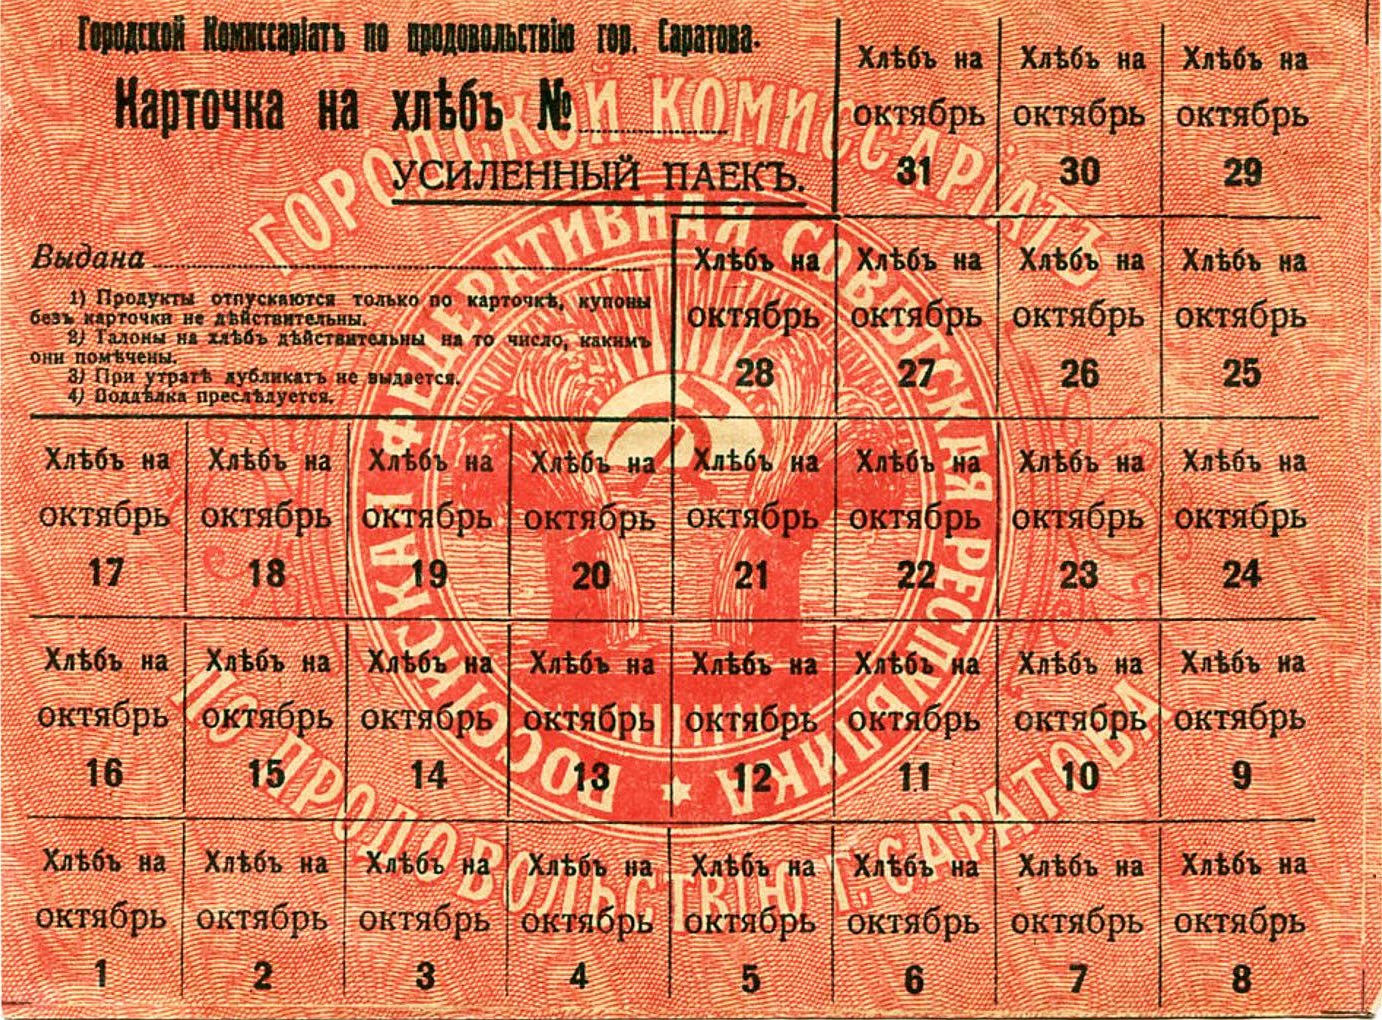 Городской Комиссаріатъ по продовольствію гор. Саратова.
Карточка на хлѣбъ №
УСИЛЕННЫЙ ПАЕКЪ.
Выдана
1) Продукты отпускаются только по карточкѣ, купоны
безъ карточки не дѣйствительны.
2) Талоны на хлѣбъ дѣйствительны на то число, какимъ
они помѣчены.
3) При утратѣ дубликатъ не выдается.
4) Поддѣлка преслѣдуется.
Хлѣбъ на
октябрь
31
Хлѣбъ на
октябрь
30
Хлѣбъ на
октябрь
29
Хлѣбъ на
октябрь
28
Хлѣбъ на
октябрь
27
Хлѣбъ на
октябрь
26
Хлѣбъ на
октябрь
25
Хлѣбъ на
октябрь
17
Хлѣбъ на
октябрь
18
Хлѣбъ на
октябрь
19
Хлѣбъ на
октябрь
20
Хлѣбъ на
октябрь
21
Хлѣбъ на
октябрь
22
Хлѣбъ на
октябрь
23
Хлѣбъ на
октябрь
24
Хлѣбъ на
октябрь
16
Хлѣбъ на
октябрь
15
Хлѣбъ на
октябрь
14
Хлѣбъ на
октябрь
13
Хлѣбъ на
октябрь
12
Хлѣбъ на
октябрь
11
Хлѣбъ на
октябрь
10
Хлѣбъ на
октябрь
9
Хлѣбъ на
октябрь
1
Хлѣбъ на
октябрь
2
Хлѣбъ на
октябрь
3
Хлѣбъ на
октябрь
4
Хлѣбъ на
октябрь
5
Хлѣбъ на
октябрь
6
Хлѣбъ на
октябрь
7
Хлѣбъ на
октябрь
8
ГОРОДСКОЙ КОМИССАРІАТЪ
ПО ПРОДОВОЛЬСТВІЮ Г. САРАТОВА
РОССІЙСКАЯ ФЕДЕРАТИВНАЯ СОВѢТСКАЯ РЕСПУБЛИКА